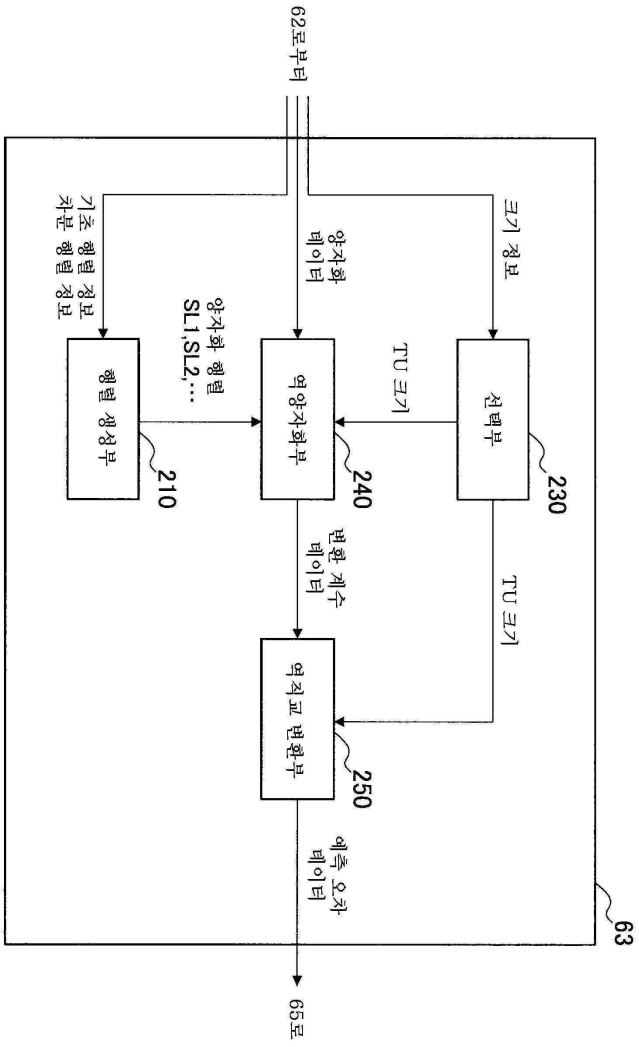 62로부터
크기 정보
양자화
데이터
기초 행렬 정보
차분 행렬 정보
선택부
230
TU 크기
역양자화부
240
양자화 행렬
SL1,SL2,···
행렬 생성부
210
TU 크기
변환 계수
데이터
역직교 변환부
250
예측 오차
데이터
63
65로